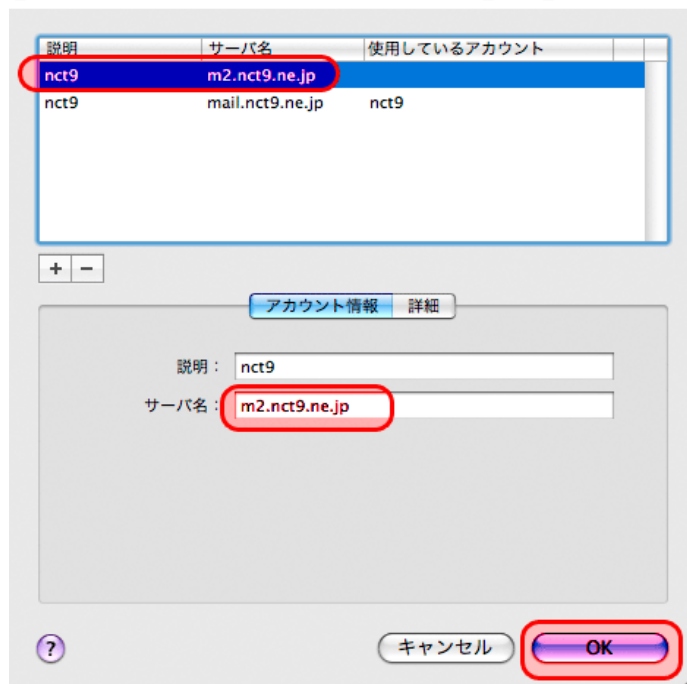 説明 サーバ名 使用しているアカウント
nct9 m2.nct9.ne.jp
nct9 mail.nct9.ne.jp nct9
+ −
アカウント情報 詳細
説明： nct9
サーバ名： m2.nct9.ne.jp
? キャンセル OK